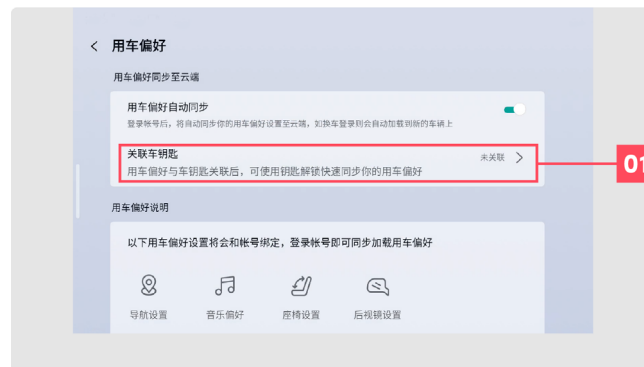 用车偏好
用车偏好同步至云端
用车偏好自动同步
登录帐号后，将自动同步你的用车偏好设置至云端，如换车登录则会自动加载到新的车辆上
关联车钥匙
未关联
用车偏好与车钥匙关联后，可使用钥匙解锁快速同步你的用车偏好
01
用车偏好说明
以下用车偏好设置将会和帐号绑定，登录帐号即可同步加载用车偏好
导航设置 音乐偏好 座椅设置 后视镜设置